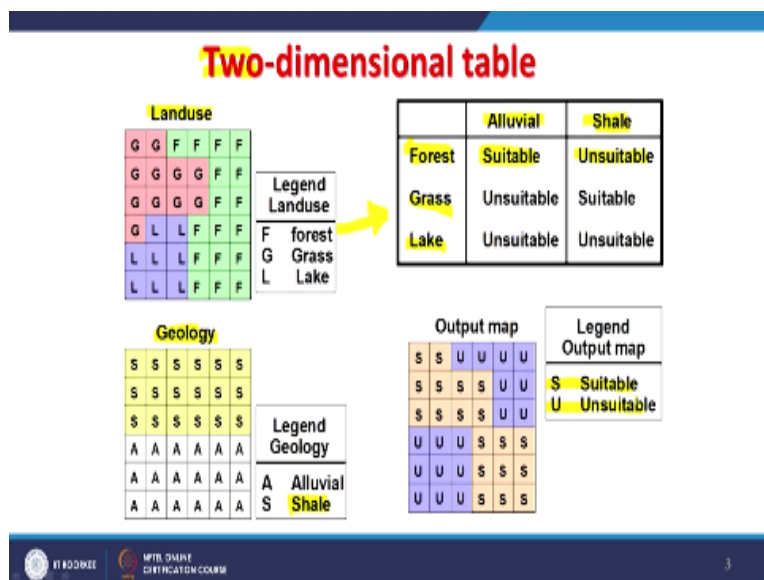 Two-dimensional table
Landuse
G G F F F F
G G G G F F
G G G G F F
G L L F F F
L L L F F F
L L L F F F
Legend
Landuse
F forest
G Grass
L Lake
Alluvial Shale
Forest Suitable Unsuitable
Grass Unsuitable Suitable
Lake Unsuitable Unsuitable
Geology
S S S S S S
S S S S S S
S S S S S S
A A A A A A
A A A A A A
A A A A A A
Legend
Geology
A Alluvial
S Shale
Output map
S S U U U U
S S S S U U
S S S S U U
U U U S S S
U U U S S S
U U U S S S
Legend
Output map
S Suitable
U Unsuitable
IIT ROORKEE
NPTEL ONLINE
CERTIFICATION COURSE
3